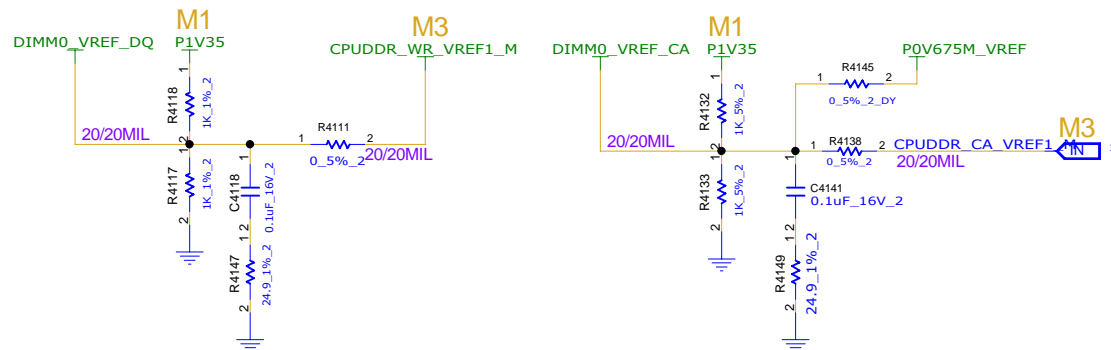 M1
M3
DIMM0_VREF_DQ
P1V35
CPUDDR_WR_VREF1_M
1
R4118
1K_1%_2
2
20/20MIL
1
R4111
2
0_5%_2
20/20MIL
1
R4117
1K_1%_2
2
1
C4118
0.1uF_16V_2
2
1
R4147
24.9_1%_2
2
M1
DIMM0_VREF_CA
P1V35
P0V675M_VREF
1
R4132
1K_5%_2
2
1
R4145
2
0_5%_2_DY
20/20MIL
1
R4138
2
0_5%_2
CPUDDR_CA_VREF1_M
20/20MIL
M3
IN
1
R4133
1K_5%_2
2
1
C4141
0.1uF_16V_2
2
1
R4149
24.9_1%_2
2